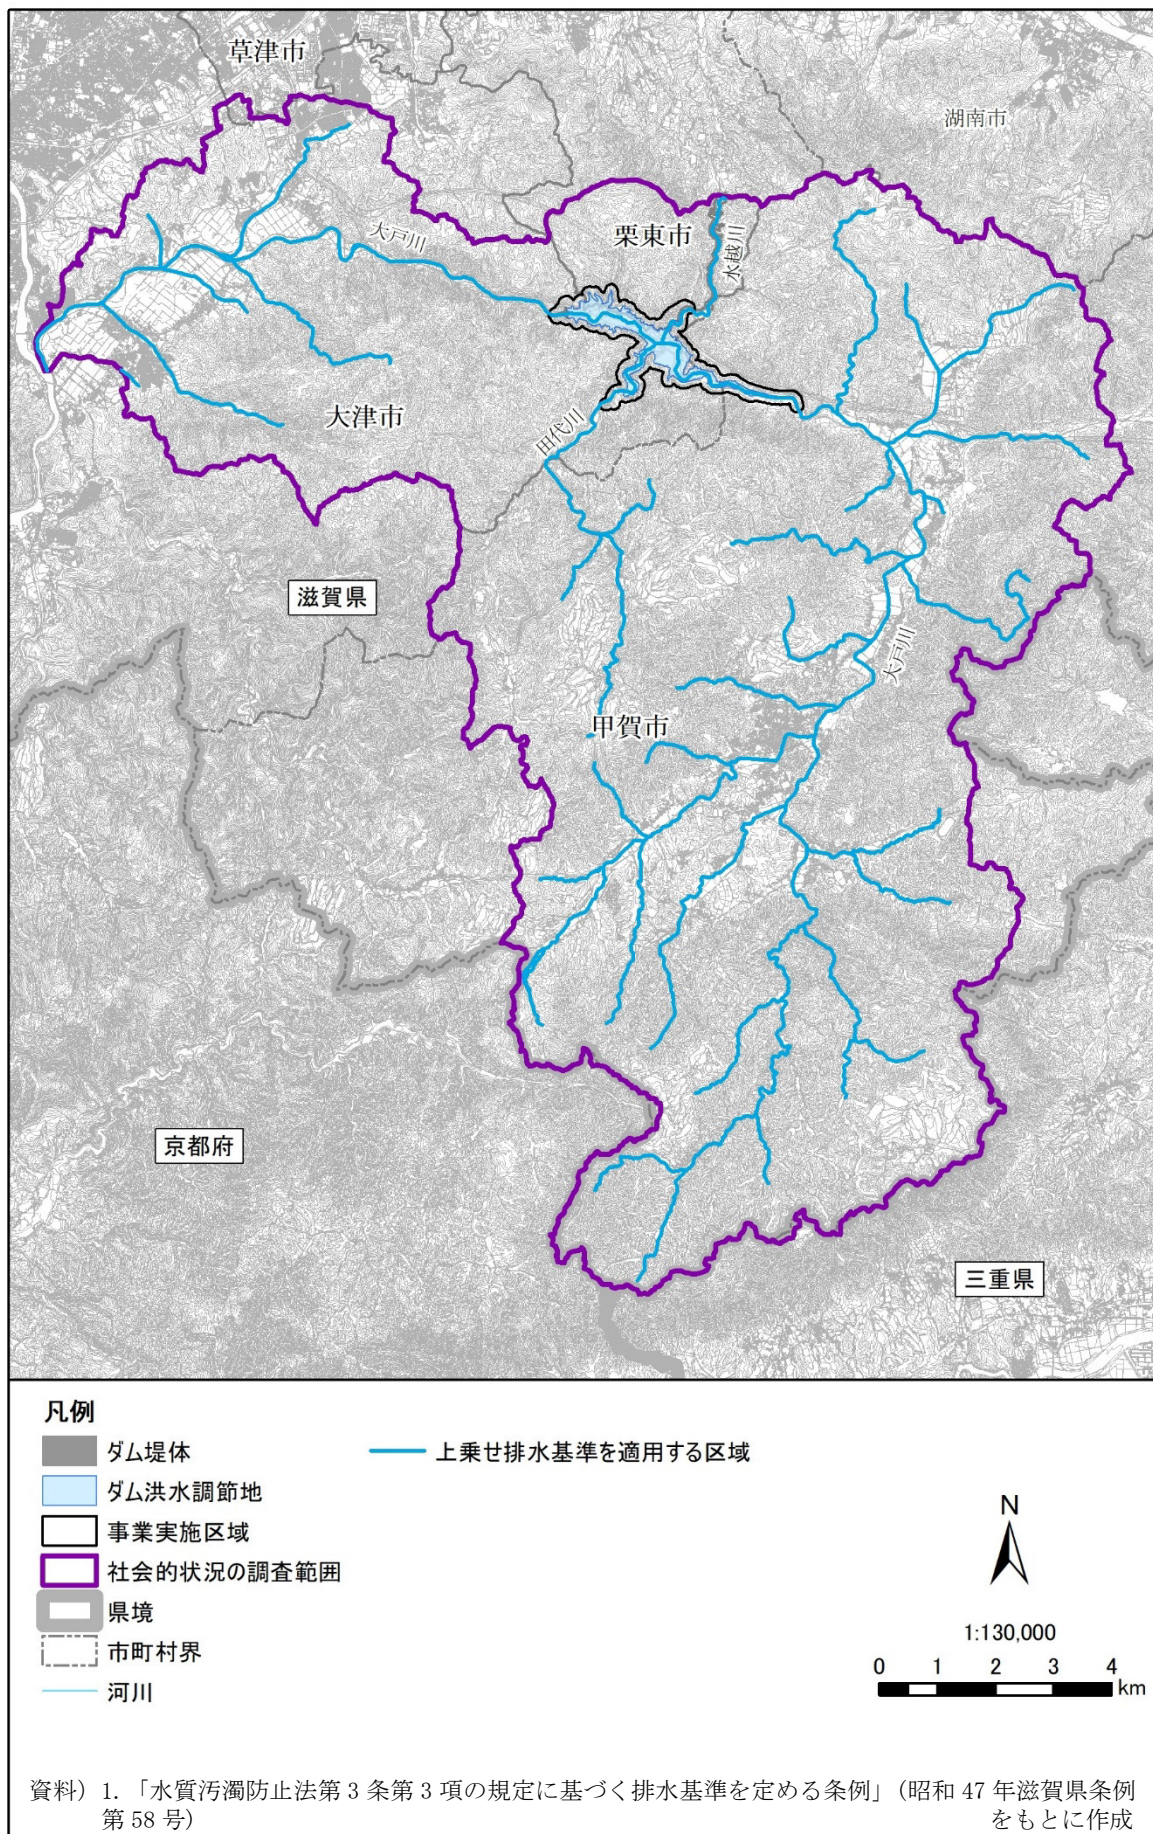 草津市
湖南市
栗東市
大戸川
水越川
大津市
田代川
滋賀県
大戸川
甲賀市
京都府
三重県
凡例
ダム堤体
上乗せ排水基準を適用する区域
ダム洪水調節地
事業実施区域
社会的状況の調査範囲
県境
市町村界
河川
N
1:130,000
0 1 2 3 4
km
資料）1.「水質汚濁防止法第 3 条第 3 項の規定に基づく排水基準を定める条例」（昭和 47 年滋賀県条例
第 58 号） をもとに作成